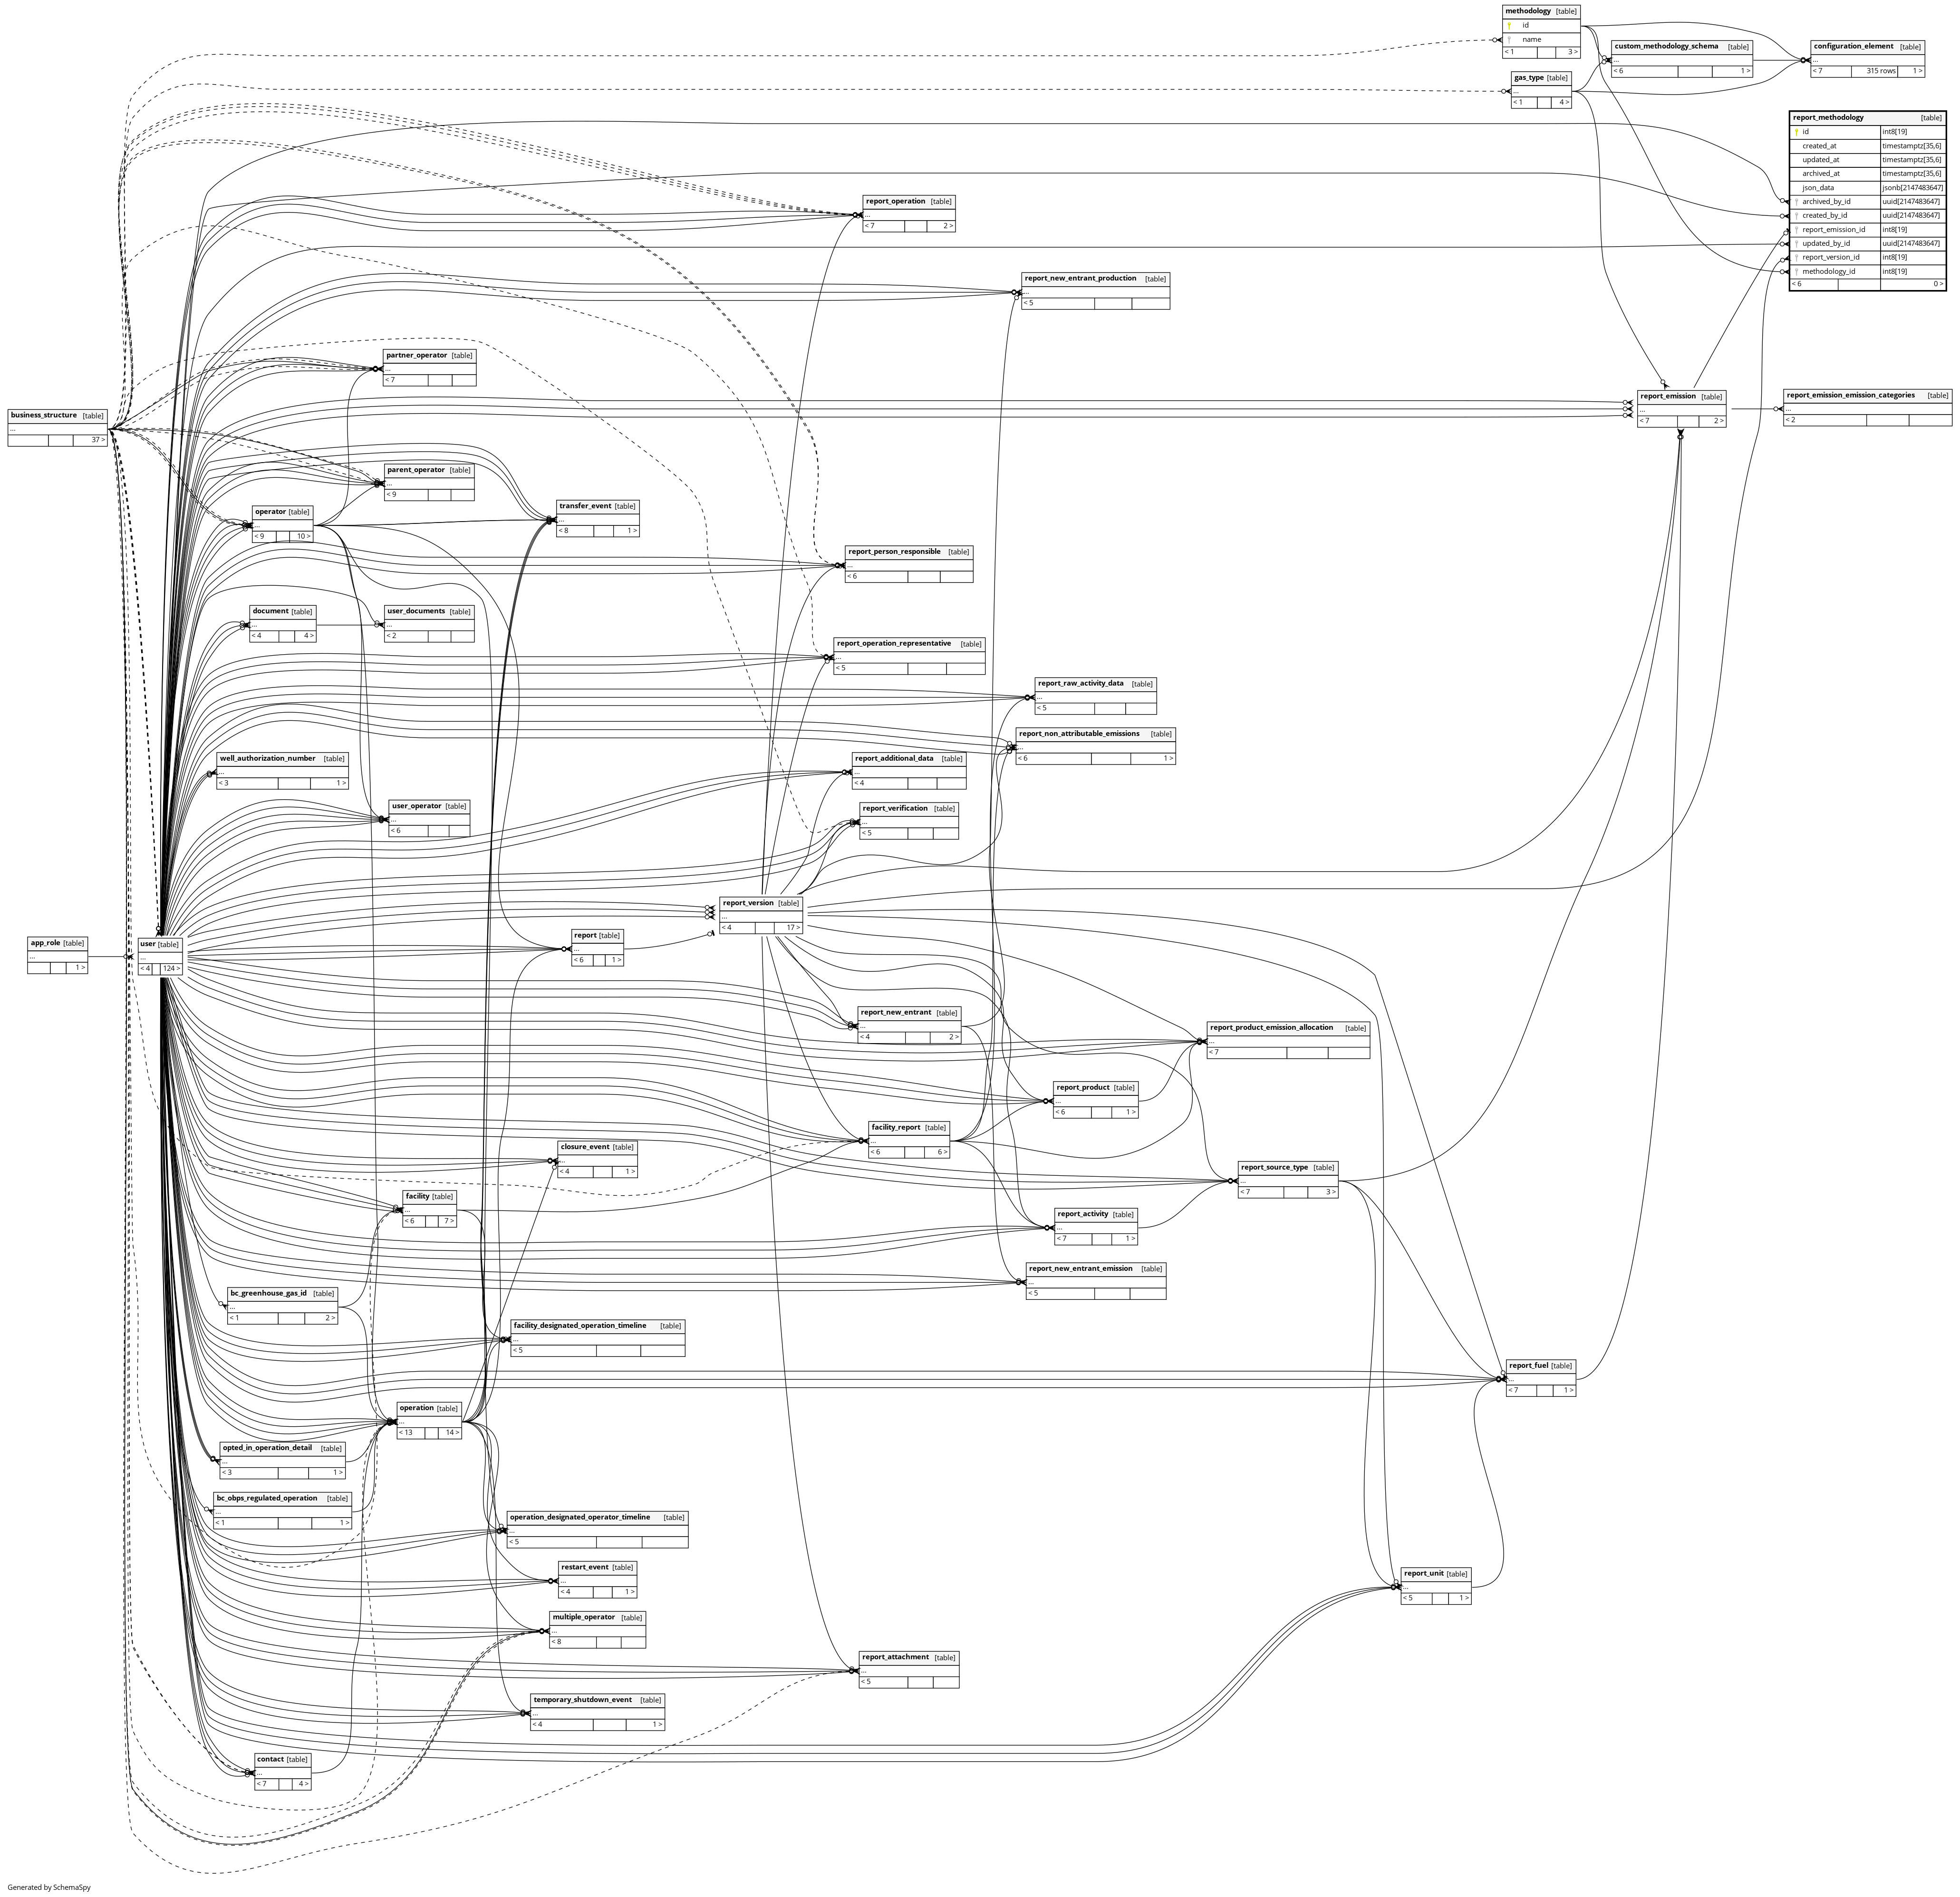 methodology [table]
id
name
< 1 3 >
custom_methodology_schema [table]
...
< 6 1 >
configuration_element [table]
...
< 7 315 rows 1 >
gas_type [table]
...
< 1 4 >
report_methodology [table]
id int8[19]
created_at timestamptz[35,6]
updated_at timestamptz[35,6]
archived_at timestamptz[35,6]
json_data jsonb[2147483647]
archived_by_id uuid[2147483647]
created_by_id uuid[2147483647]
report_emission_id int8[19]
updated_by_id uuid[2147483647]
report_version_id int8[19]
methodology_id int8[19]
< 6 0 >
report_operation [table]
...
< 7 2 >
report_new_entrant_production [table]
...
< 5
partner_operator [table]
...
< 7
business_structure [table]
...
37 >
report_emission [table]
...
< 7 2 >
report_emission_emission_categories [table]
...
< 2
parent_operator [table]
...
< 9
operator [table]
...
< 9 10 >
transfer_event [table]
...
< 8 1 >
report_person_responsible [table]
...
< 6
document [table]
...
< 4 4 >
user_documents [table]
...
< 2
report_operation_representative [table]
...
< 5
report_raw_activity_data [table]
...
< 5
report_non_attributable_emissions [table]
...
< 6 1 >
well_authorization_number [table]
...
< 3 1 >
report_additional_data [table]
...
< 4
user_operator [table]
...
< 6
report_verification [table]
...
< 5
report_version [table]
...
< 4 17 >
app_role [table]
...
1 >
user [table]
...
< 4 124 >
report [table]
...
< 6 1 >
report_new_entrant [table]
...
< 4 2 >
report_product_emission_allocation [table]
...
< 7
report_product [table]
...
< 6 1 >
facility_report [table]
...
< 6 6 >
closure_event [table]
...
< 4 1 >
report_source_type [table]
...
< 7 3 >
facility [table]
...
< 6 7 >
report_activity [table]
...
< 7 1 >
report_new_entrant_emission [table]
...
< 5
bc_greenhouse_gas_id [table]
...
< 1 2 >
facility_designated_operation_timeline [table]
...
< 5
report_fuel [table]
...
< 7 1 >
operation [table]
...
< 13 14 >
opted_in_operation_detail [table]
...
< 3 1 >
bc_obps_regulated_operation [table]
...
< 1 1 >
operation_designated_operator_timeline [table]
...
< 5
restart_event [table]
...
< 4 1 >
report_unit [table]
...
< 5 1 >
multiple_operator [table]
...
< 8
report_attachment [table]
...
< 5
temporary_shutdown_event [table]
...
< 4 1 >
contact [table]
...
< 7 4 >
Generated by SchemaSpy